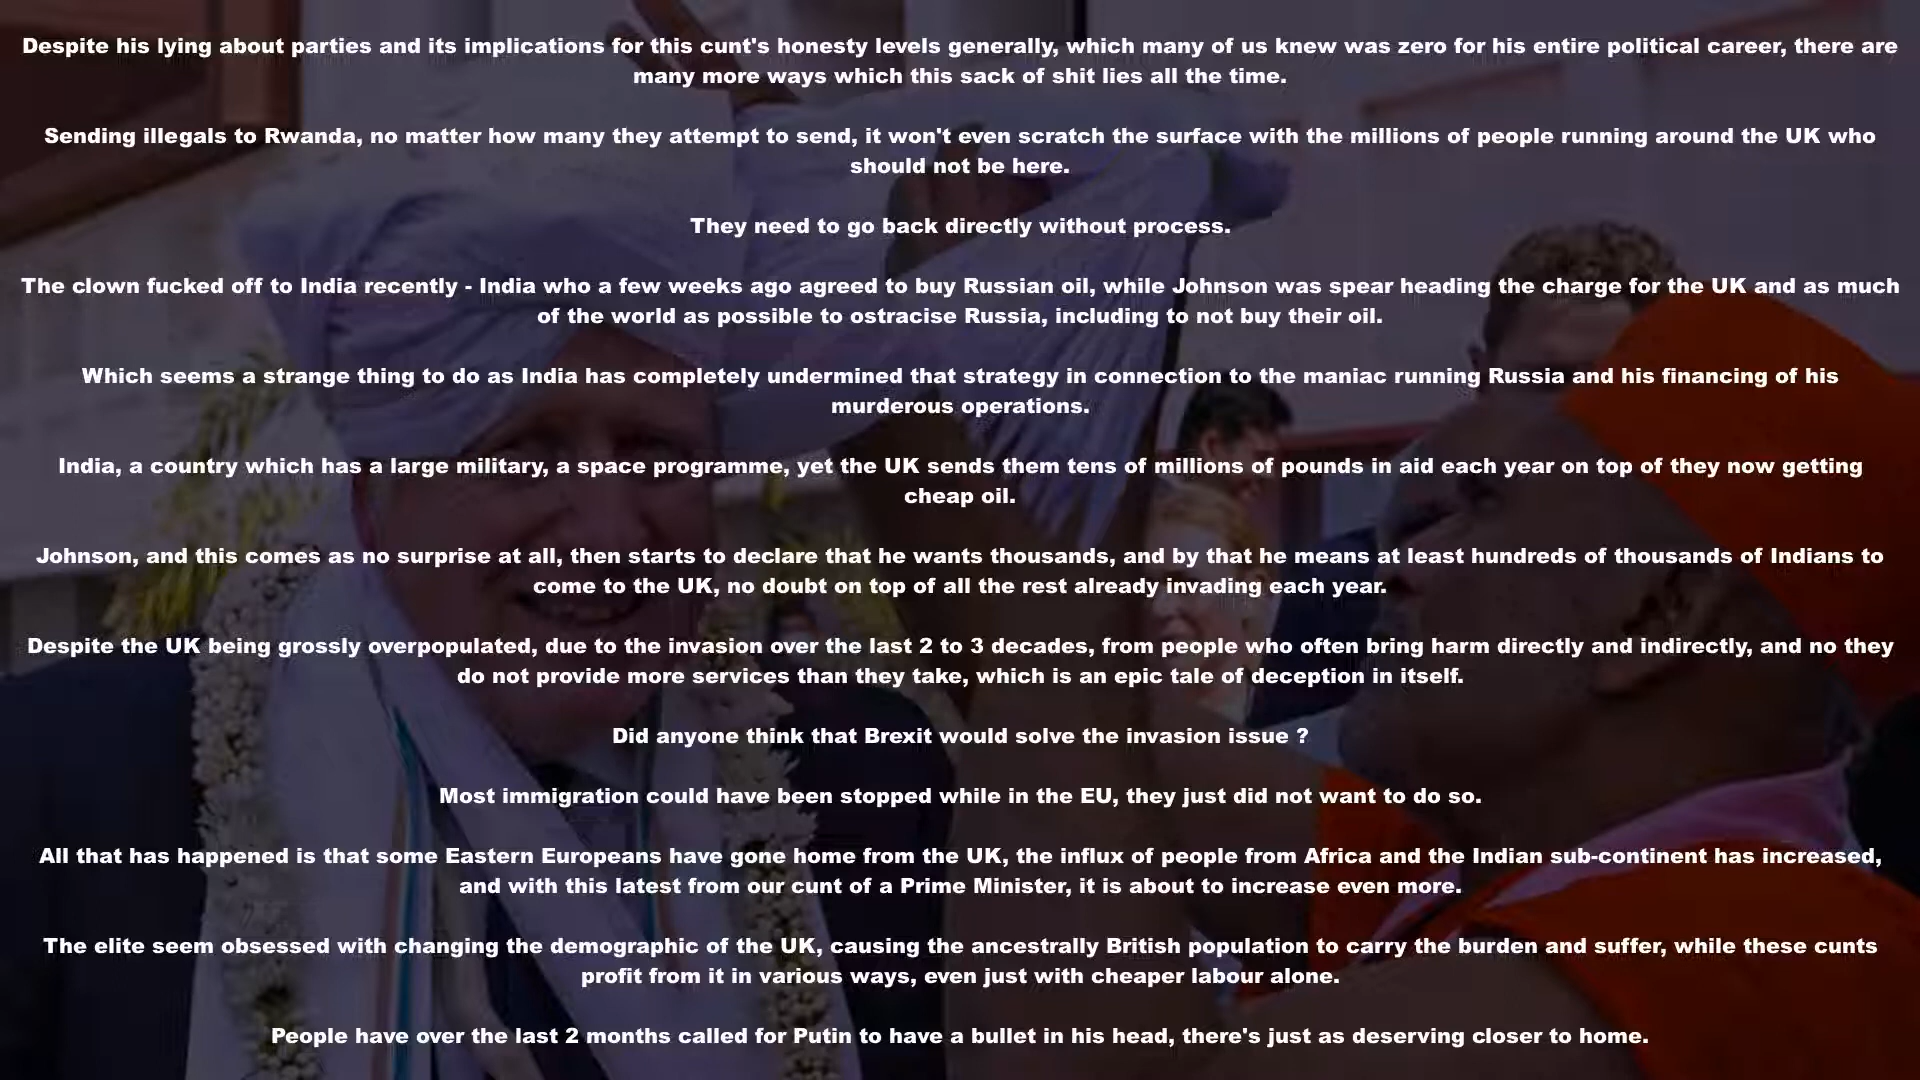 Despite his lying about parties and its implications for this cunt's honesty levels generally, which many of us knew was zero for his entire political career, there are
many more ways which this sack of shit lies all the time.
Sending illegals to Rwanda, no matter how many they attempt to send, it won't even scratch the surface with the millions of people running around the UK who
should not be here.
They need to go back directly without process.
The clown fucked off to India recently - India who a few weeks ago agreed to buy Russian oil, while Johnson was spear heading the charge for the UK and as much
of the world as possible to ostracise Russia, including to not buy their oil.
Which seems a strange thing to do as India has completely undermined that strategy in connection to the maniac running Russia and his financing of his
murderous operations.
India, a country which has a large military, a space programme, yet the UK sends them tens of millions of pounds in aid each year on top of they now getting
cheap oil.
Johnson, and this comes as no surprise at all, then starts to declare that he wants thousands, and by that he means at least hundreds of thousands of Indians to
come to the UK, no doubt on top of all the rest already invading each year.
Despite the UK being grossly overpopulated, due to the invasion over the last 2 to 3 decades, from people who often bring harm directly and indirectly, and no they
do not provide more services than they take, which is an epic tale of deception in itself.
Did anyone think that Brexit would solve the invasion issue ?
Most immigration could have been stopped while in the EU, they just did not want to do so.
All that has happened is that some Eastern Europeans have gone home from the UK, the influx of people from Africa and the Indian sub-continent has increased,
and with this latest from our cunt of a Prime Minister, it is about to increase even more.
The elite seem obsessed with changing the demographic of the UK, causing the ancestrally British population to carry the burden and suffer, while these cunts
profit from it in various ways, even just with cheaper labour alone.
People have over the last 2 months called for Putin to have a bullet in his head, there's just as deserving closer to home.